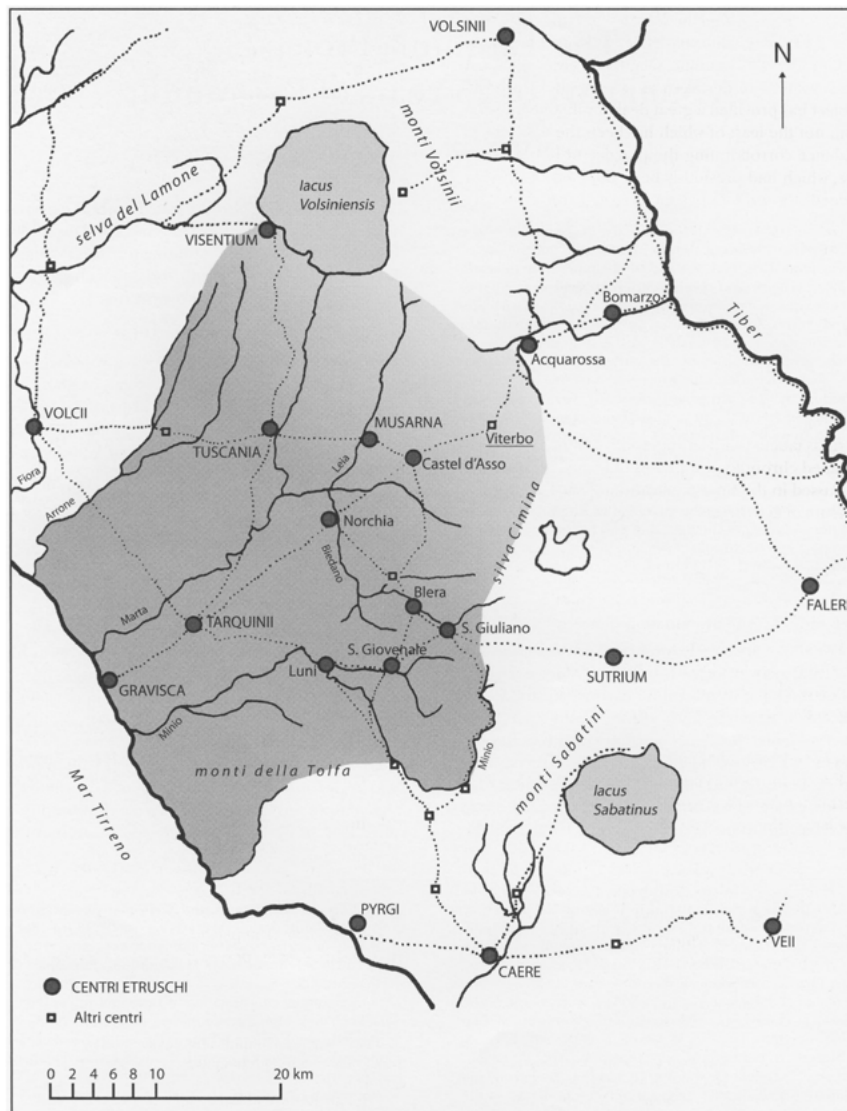 VOLSINII
N
monti Volsinii
lacus
Volsiniensis
selva del Lamone
VISENTIUM
Bomarzo
Tiber
Acquarossa
VOLCII
MUSARNA
Viterbo
TUSCANIA
Castel d'Asso
Leia
Fiora
Arrone
Norchia
silva Cimina
Biedano
Blera
FALERI
Marta
TARQUINII
S. Giuliano
S. Giovenale
Luni
SUTRIUM
GRAVISCA
Minio
Minio
monti della Tolfa
monti Sabatini
lacus
Sabatinus
Mar Tirreno
PYRGI
VEII
CAERE
CENTRI ETRUSCHI
Altri centri
0 2 4 6 8 10 20 km